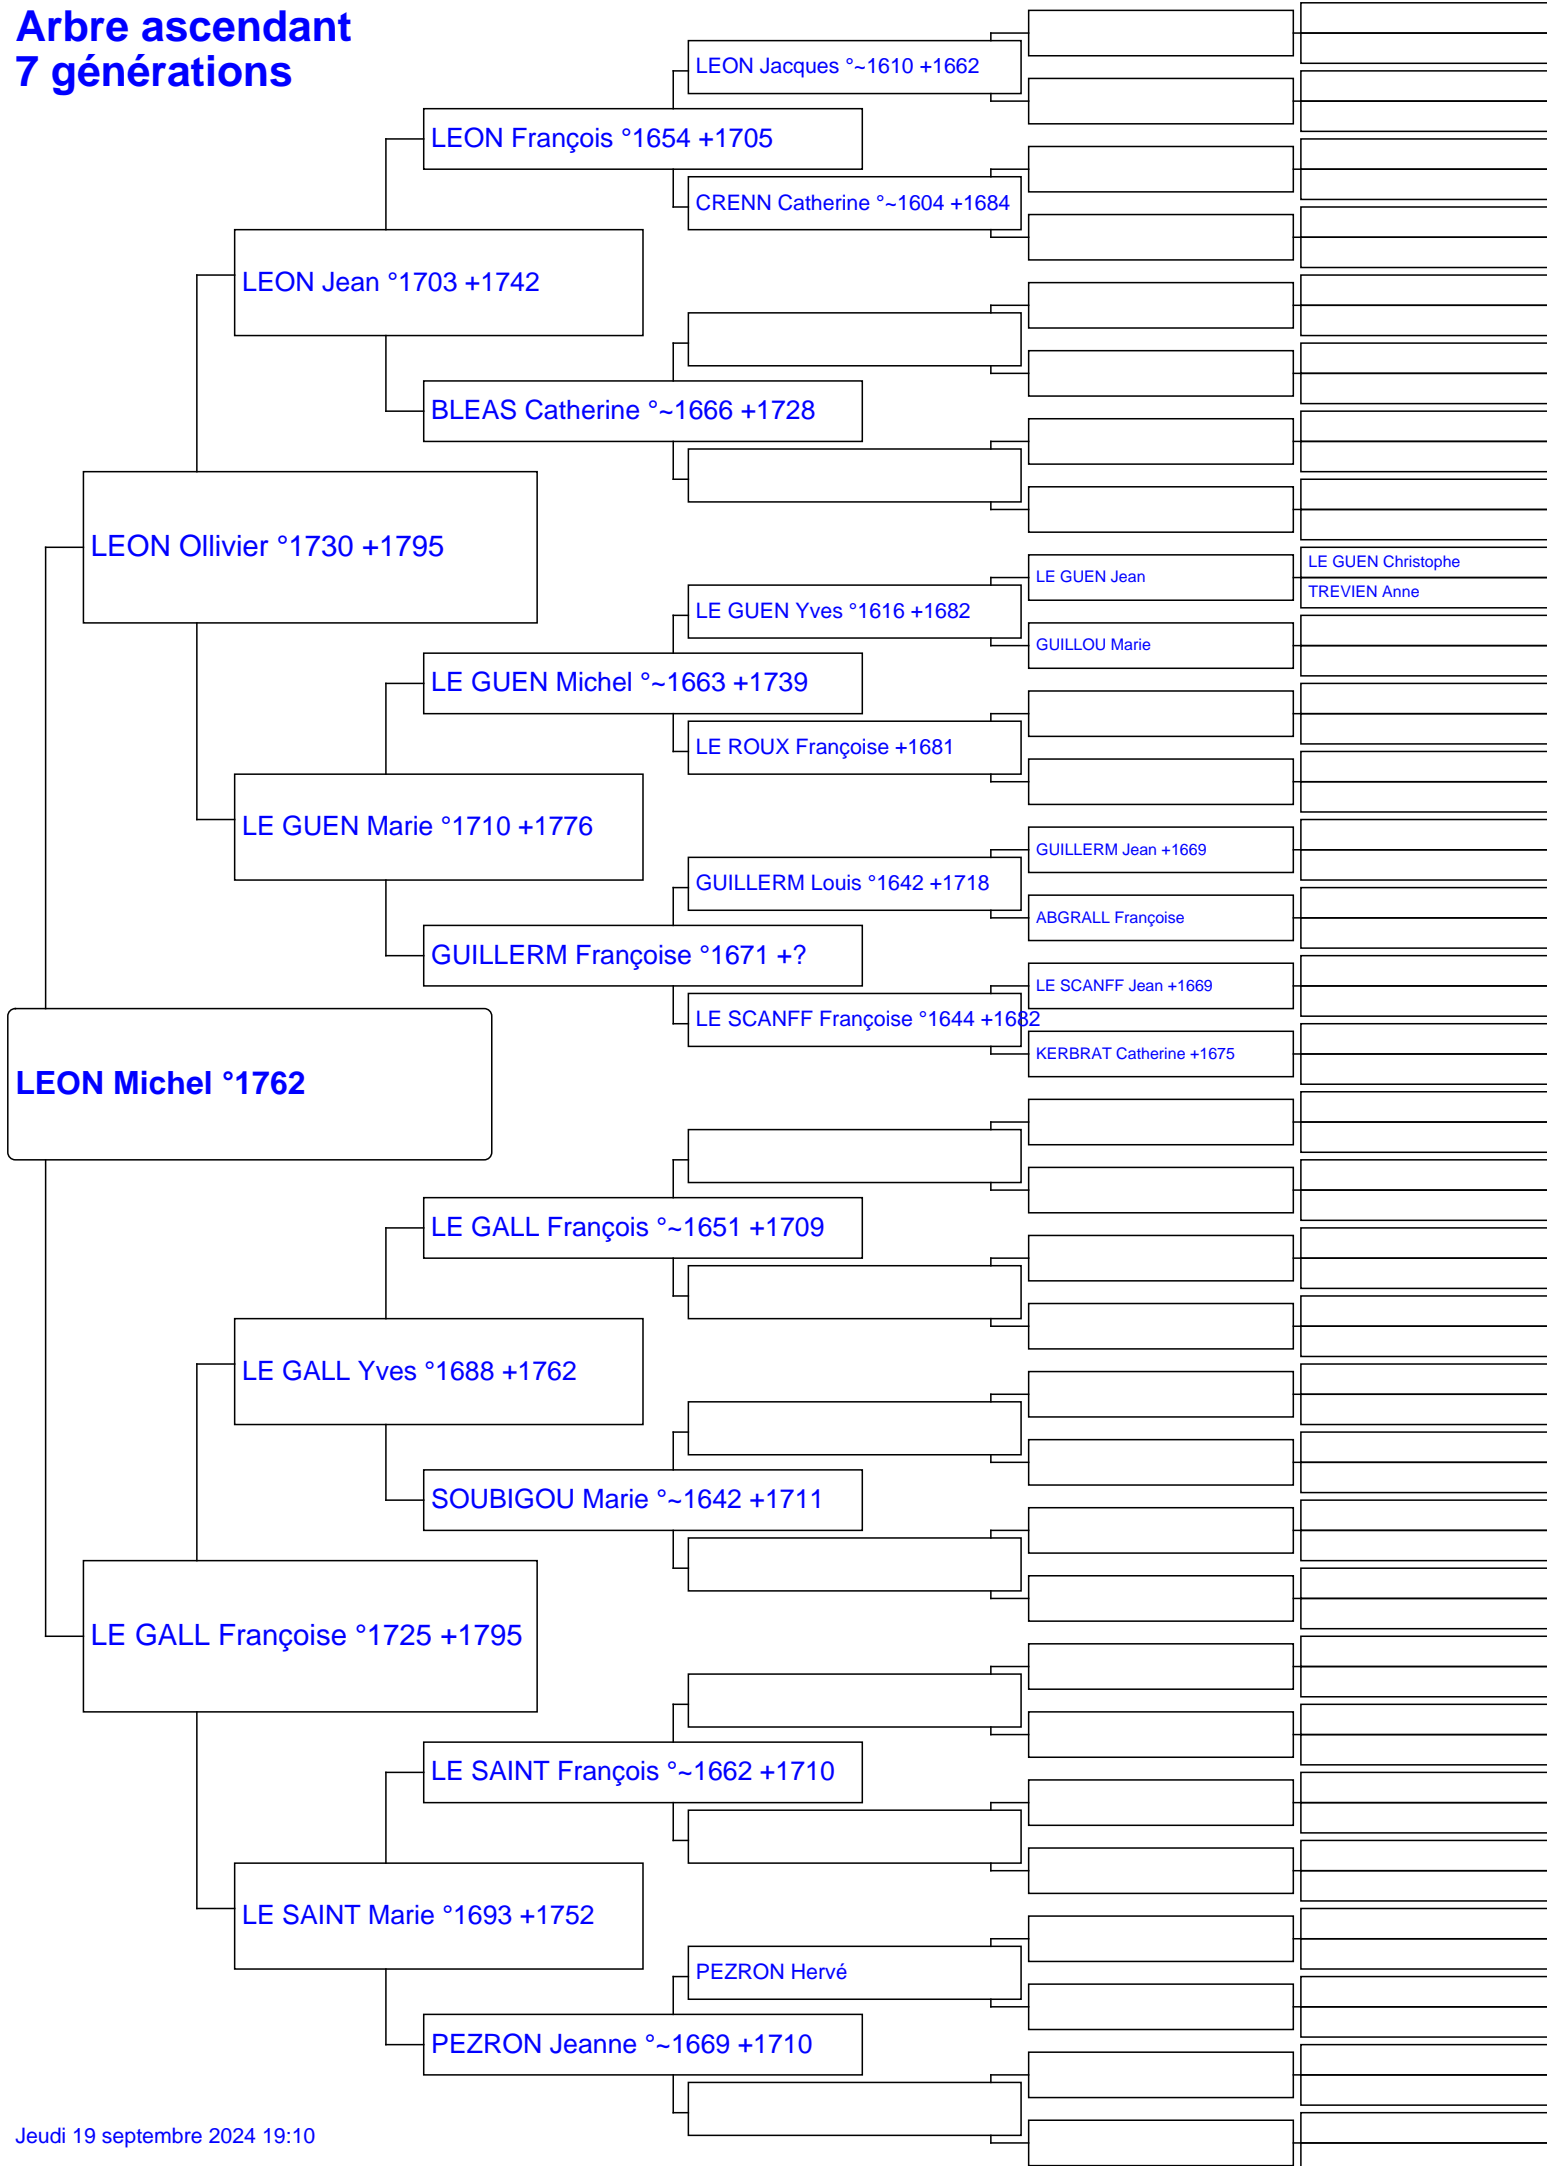 Arbre ascendant
7 générations
LEON Jacques °~1610 +1662
LEON François °1654 +1705
CRENN Catherine °~1604 +1684
LEON Jean °1703 +1742
BLEAS Catherine °~1666 +1728
LEON Ollivier °1730 +1795
LE GUEN Christophe
LE GUEN Jean
TREVIEN Anne
LE GUEN Yves °1616 +1682
GUILLOU Marie
LE GUEN Michel °~1663 +1739
LE ROUX Françoise +1681
LE GUEN Marie °1710 +1776
GUILLERM Jean +1669
GUILLERM Louis °1642 +1718
ABGRALL Françoise
GUILLERM Françoise °1671 +?
LE SCANFF Jean +1669
LE SCANFF Françoise °1644 +1682
KERBRAT Catherine +1675
LEON Michel °1762
LE GALL François °~1651 +1709
LE GALL Yves °1688 +1762
SOUBIGOU Marie °~1642 +1711
LE GALL Françoise °1725 +1795
LE SAINT François °~1662 +1710
LE SAINT Marie °1693 +1752
PEZRON Hervé
PEZRON Jeanne °~1669 +1710
Jeudi 19 septembre 2024 19:10